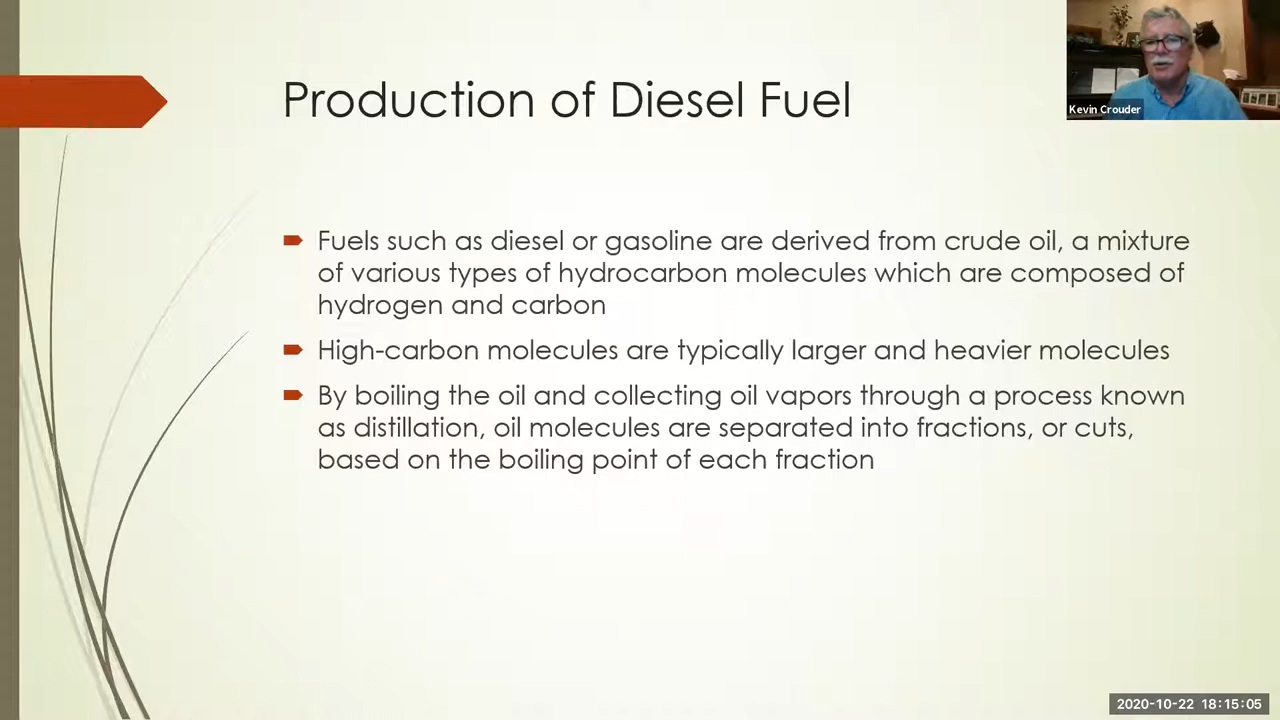 Production of Diesel Fuel
Kevin Crouder
Fuels such as diesel or gasoline are derived from crude oil, a mixture
of various types of hydrocarbon molecules which are composed of
hydrogen and carbon
High-carbon molecules are typically larger and heavier molecules
By boiling the oil and collecting oil vapors through a process known
as distillation, oil molecules are separated into fractions, or cuts,
based on the boiling point of each fraction
2020-10-22 18:15:05